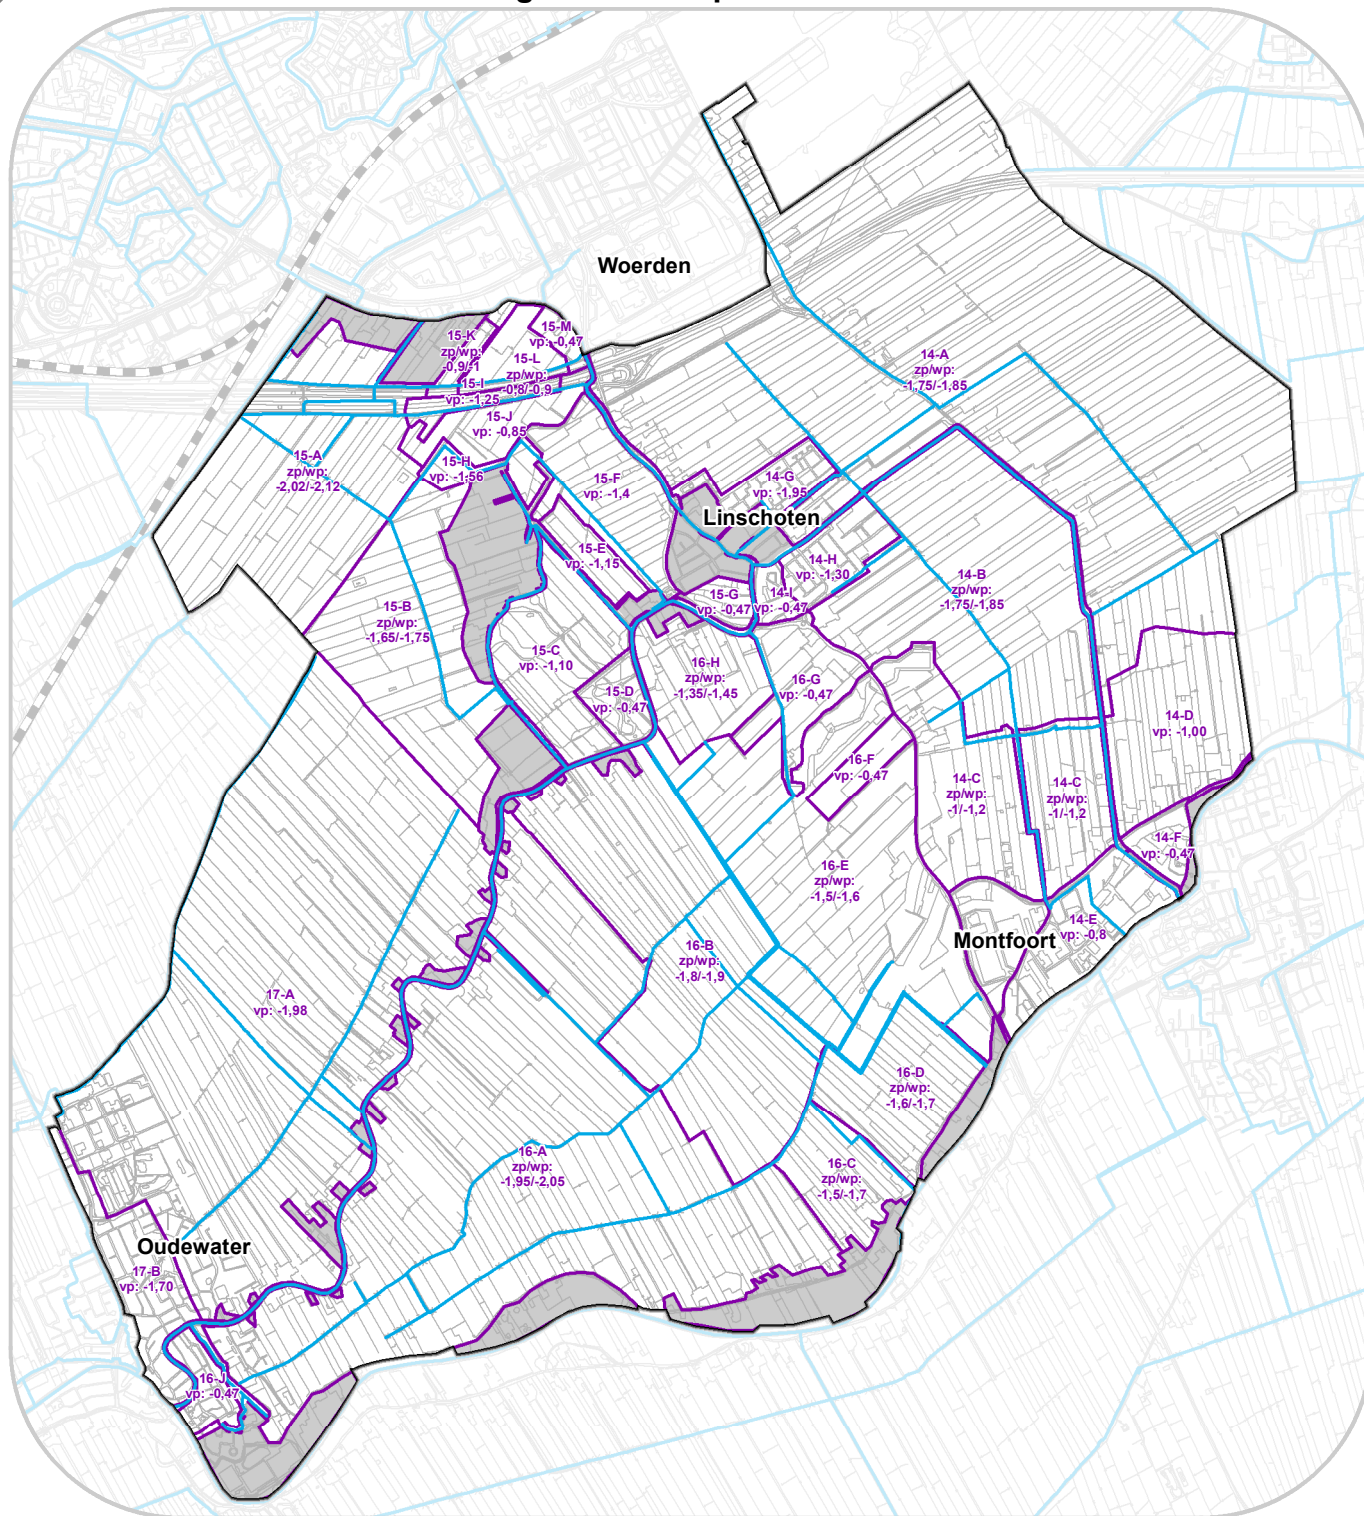 Woerden
15-M
vp: -0,47
15-K
zp/wp:
-0,9/-1
15-L
zp/wp:
-0,8/-0,9
15-I
vp: -1,25
15-J
vp: -0,85
14-A
zp/wp:
-1,75/-1,85
15-A
zp/wp:
-2,02/-2,12
15-H
vp: -1,56
15-F
vp: -1,4
14-G
vp: -1,95
Linschoten
15-E
vp: -1,15
14-H
vp: -1,30
14-B
zp/wp:
-1,75/-1,85
15-G
vp: -0,47
14-I
vp: -0,47
15-B
zp/wp:
-1,65/-1,75
15-C
vp: -1,10
16-H
zp/wp:
-1,35/-1,45
16-G
vp: -0,47
15-D
vp: -0,47
14-D
vp: -1,00
16-F
vp: -0,47
14-C
zp/wp:
-1/-1,2
14-C
zp/wp:
-1/-1,2
14-F
vp: -0,47
16-E
zp/wp:
-1,5/-1,6
14-E
vp: -0,8
Montfoort
16-B
zp/wp:
-1,8/-1,9
17-A
vp: -1,98
16-D
zp/wp:
-1,6/-1,7
16-A
zp/wp:
-1,95/-2,05
16-C
zp/wp:
-1,5/-1,7
Oudewater
17-B
vp: -1,70
16-J
vp: -0,47